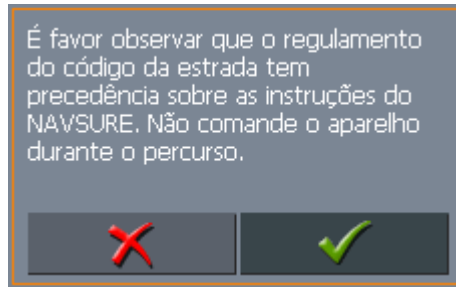 É favor observar que o regulamento
do código da estrada tem
precedência sobre as instruções do
NAVSURE. Não comande o aparelho
durante o percurso.